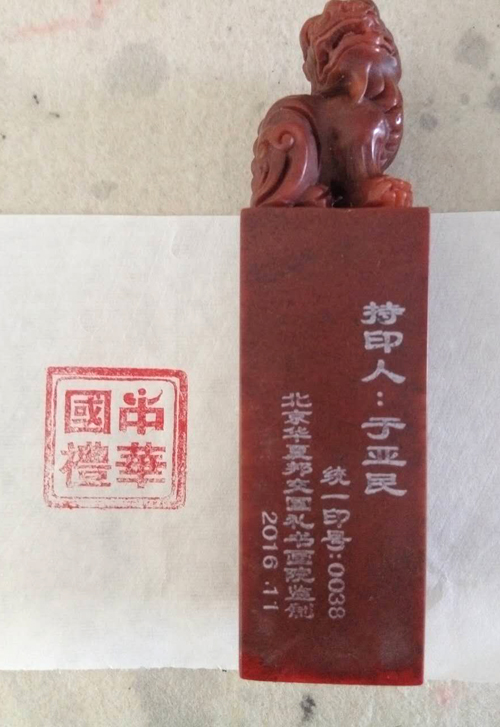 中華
國禮
持印人：于亚民
统一印号：0038
北京华夏邦交国礼书画院监制
2016.11